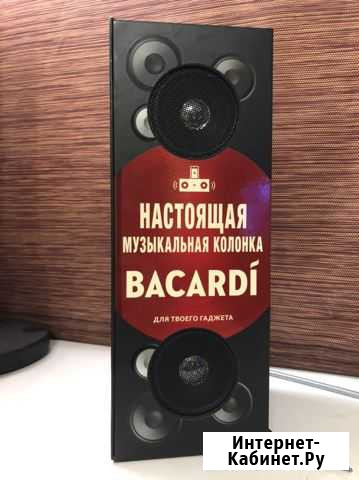 НАСТОЯЩАЯ
МУЗЫКАЛЬНАЯ КОЛОНКА
BACARDÍ
ДЛЯ ТВОЕГО ГАДЖЕТА
Интернет-
Кабинет.Ру